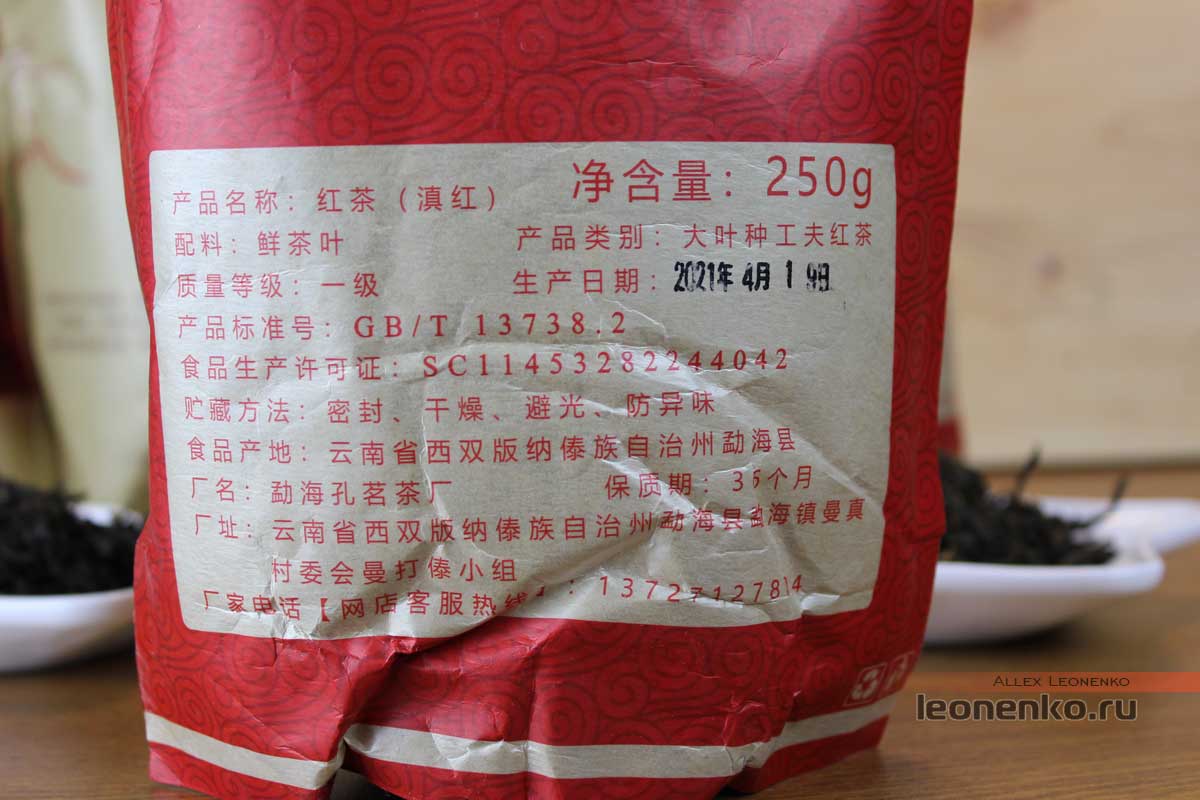 净含量：250g
产品名称：红茶（滇红）
配料：鲜茶叶 产品类别：大叶种工夫红茶
质量等级：一级 生产日期：2021年4月19日
产品标准号：GB/T 13738.2
食品生产许可证：SC11453282244042
贮藏方法：密封、干燥、避光、防异味
食品产地：云南省西双版纳傣族自治州勐海县
厂名：勐海孔茗茶厂 保质期：36个月
厂址：云南省西双版纳傣族自治州勐海县勐海镇曼真
村委会曼打傣小组
厂家电话【网店客服热线】：13727127814
ALLEX LEONENKO
leonenko.ru